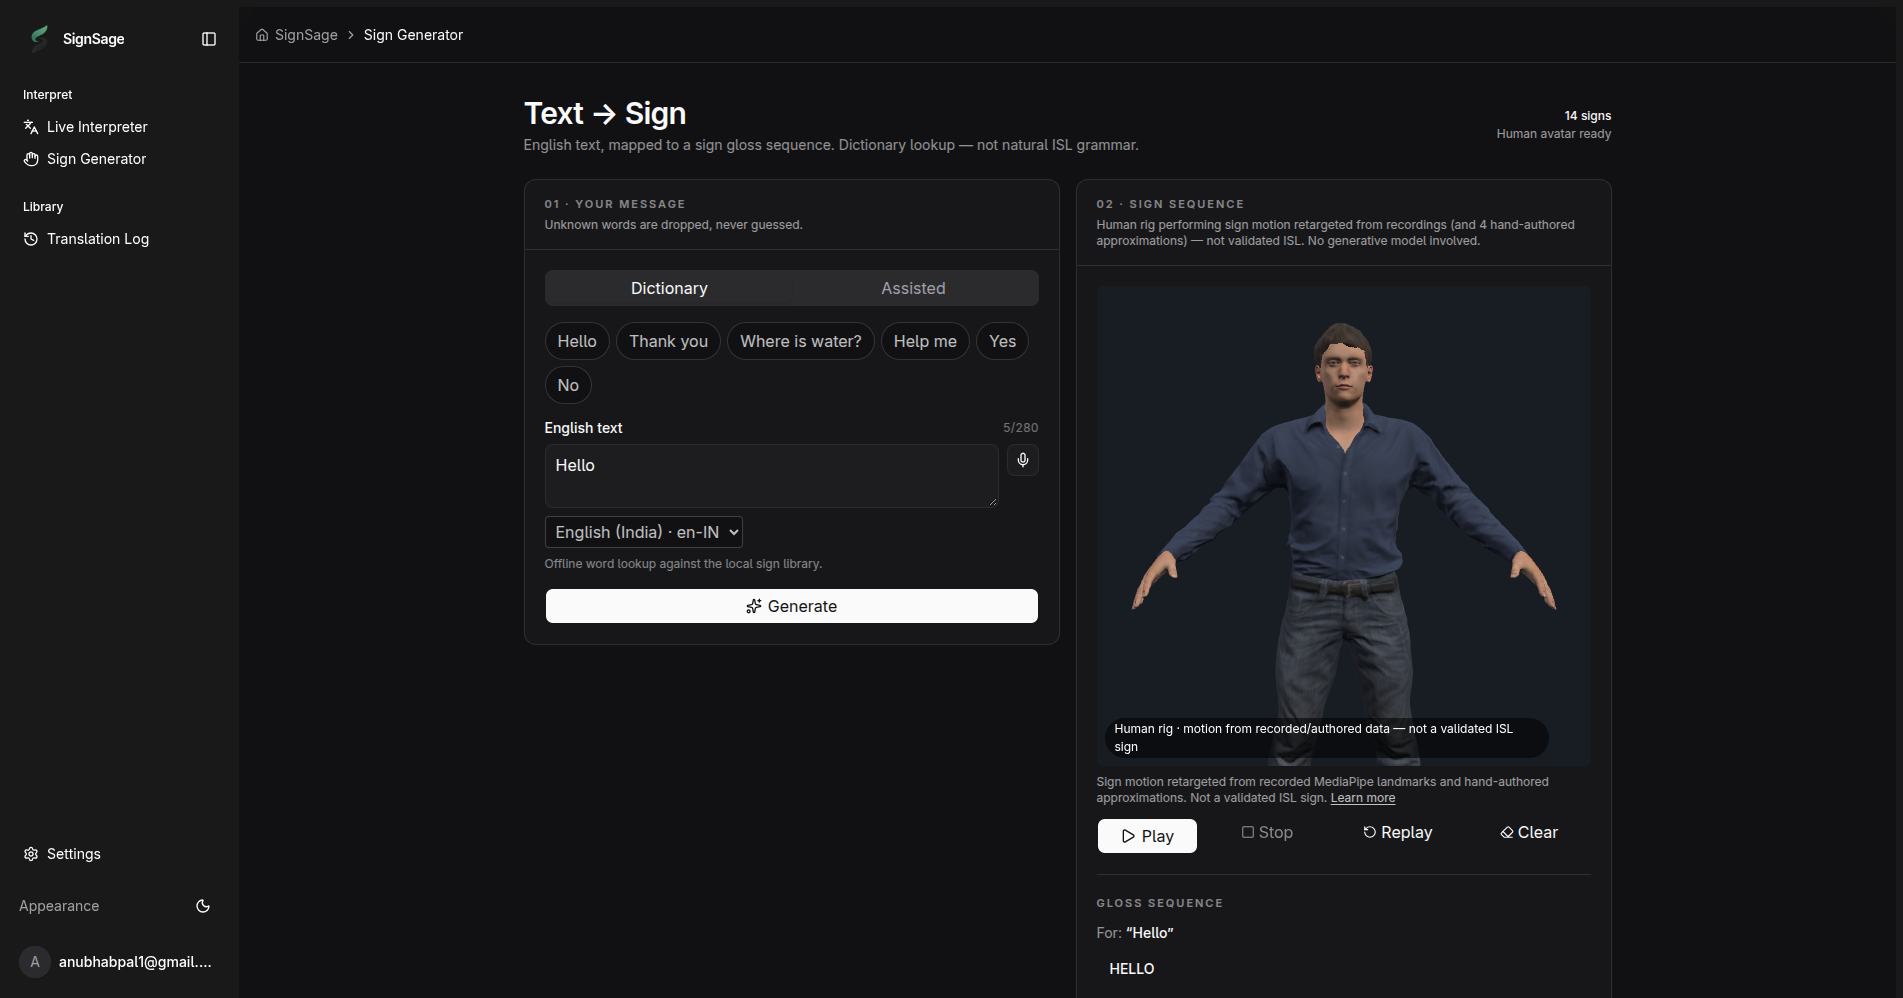 SignSage
Interpret
Live Interpreter
Sign Generator
Library
Translation Log
Settings
Appearance
A
anubhabpal1@gmail....
SignSage > Sign Generator
Text → Sign
English text, mapped to a sign gloss sequence. Dictionary lookup — not natural ISL grammar.
14 signs
Human avatar ready
01 · YOUR MESSAGE
Unknown words are dropped, never guessed.
Dictionary
Assisted
Hello
Thank you
Where is water?
Help me
Yes
No
English text
5/280
Hello
English (India) · en-IN
Offline word lookup against the local sign library.
Generate
02 · SIGN SEQUENCE
Human rig performing sign motion retargeted from recordings (and 4 hand-authored
approximations) — not validated ISL. No generative model involved.
Human rig · motion from recorded/authored data — not a validated ISL
sign
Sign motion retargeted from recorded MediaPipe landmarks and hand-authored
approximations. Not a validated ISL sign. Learn more
Play
Stop
Replay
Clear
GLOSS SEQUENCE
For: “Hello”
HELLO